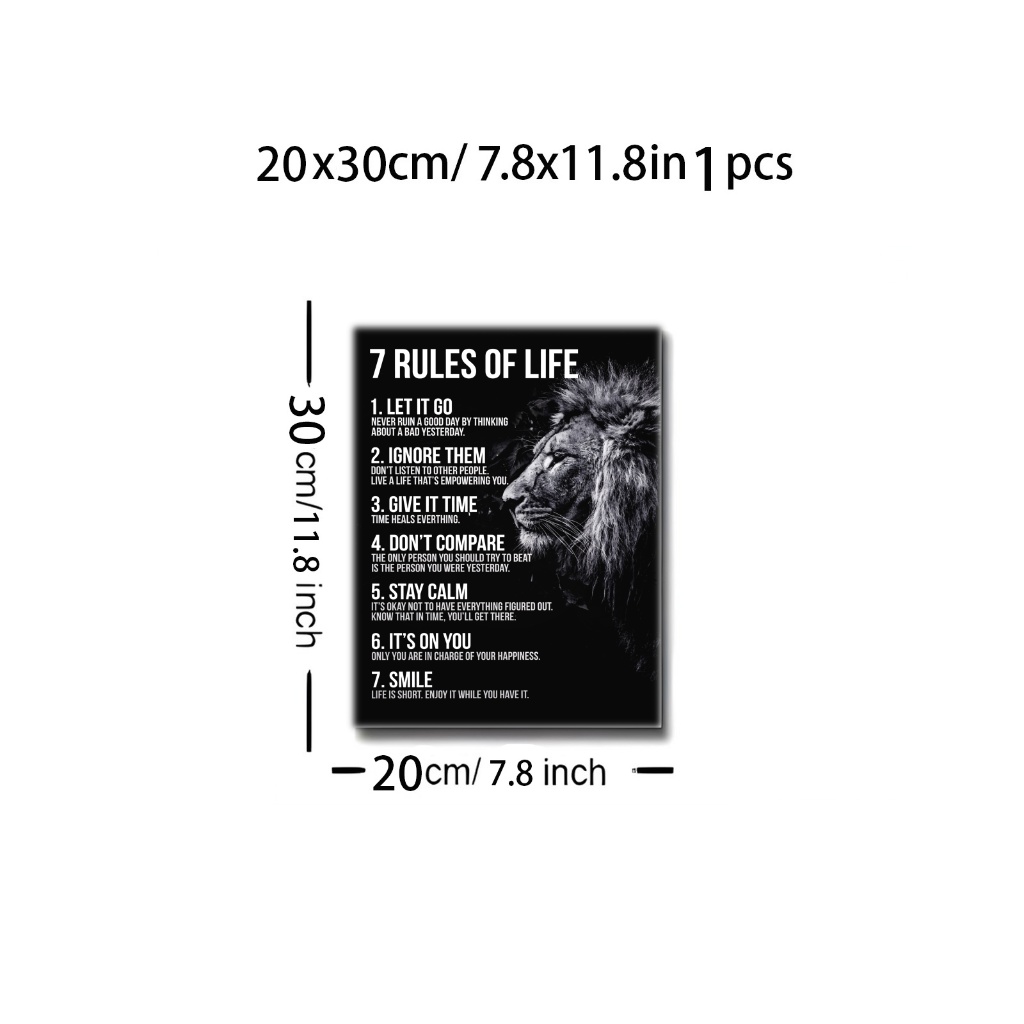 20x30cm/ 7.8x11.8in 1 pcs
30 cm/11.8 inch
7 RULES OF LIFE
1. LET IT GO
NEVER RUIN A GOOD DAY BY THINKING
ABOUT A BAD YESTERDAY.
2. IGNORE THEM
DON'T LISTEN TO OTHER PEOPLE.
LIVE A LIFE THAT'S EMPOWERING YOU.
3. GIVE IT TIME
TIME HEALS EVERTHING.
4. DON'T COMPARE
THE ONLY PERSON YOU SHOULD TRY TO BEAT
IS THE PERSON YOU WERE YESTERDAY.
5. STAY CALM
IT'S OKAY NOT TO HAVE EVERYTHING FIGURED OUT.
KNOW THAT IN TIME, YOU'LL GET THERE.
6. IT'S ON YOU
ONLY YOU ARE IN CHARGE OF YOUR HAPPINESS.
7. SMILE
LIFE IS SHORT. ENJOY IT WHILE YOU HAVE IT.
20cm/ 7.8 inch